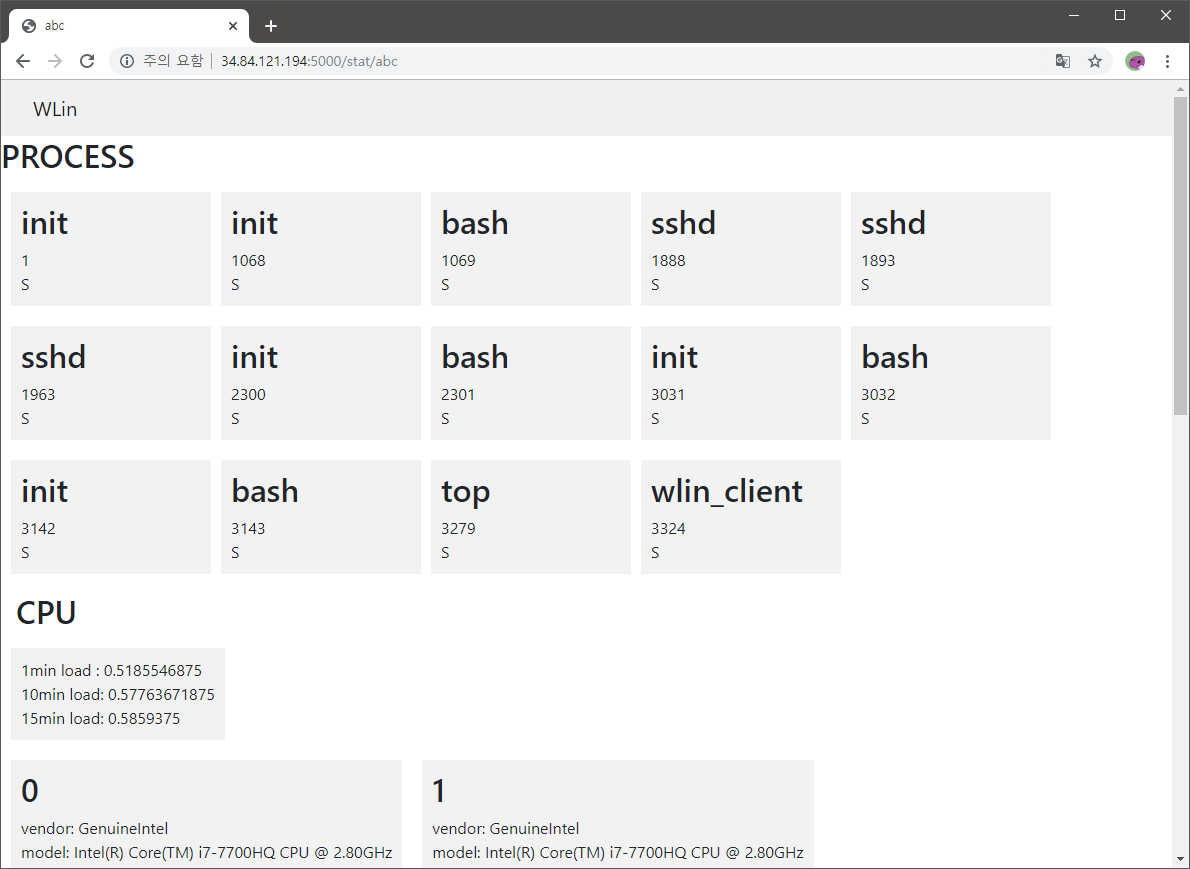 abc
주의 요함 34.84.121.194:5000/stat/abc
WLin
PROCESS
init init bash sshd sshd
1 1068 1069 1888 1893
S S S S S
sshd init bash init bash
1963 2300 2301 3031 3032
S S S S S
init bash top wlin_client
3142 3143 3279 3324
S S S S
CPU
1min load : 0.5185546875
10min load: 0.57763671875
15min load: 0.5859375
0 1
vendor: GenuineIntel vendor: GenuineIntel
model: Intel(R) Core(TM) i7-7700HQ CPU @ 2.80GHz model: Intel(R) Core(TM) i7-7700HQ CPU @ 2.80GHz